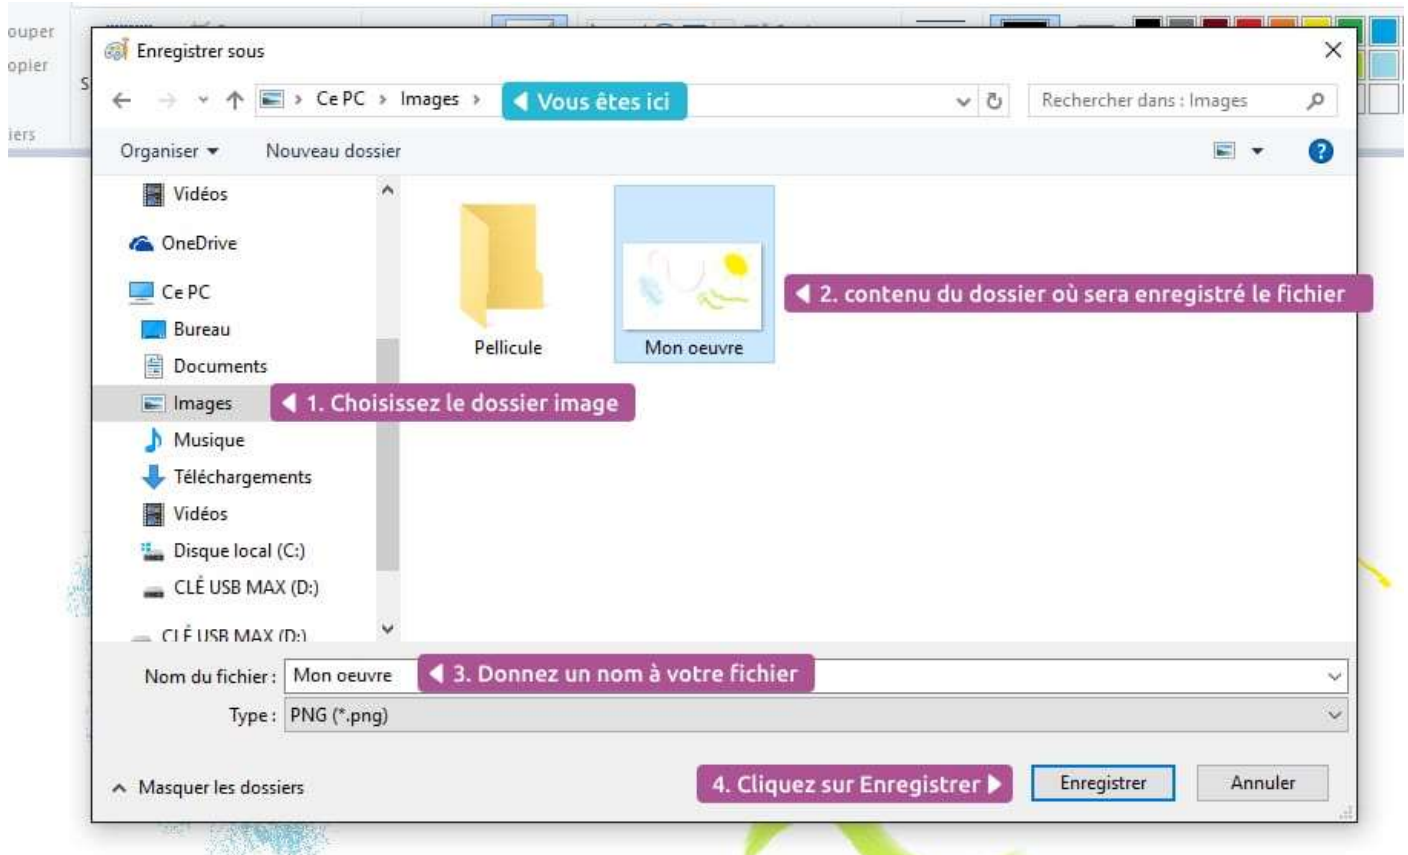 ouper
opier
S
iers
Enregistrer sous
Ce PC > Images >
Vous êtes ici
Rechercher dans : Images
Organiser
Nouveau dossier
Vidéos
OneDrive
Ce PC
Bureau
Documents
Images
Musique
Téléchargements
Vidéos
Disque local (C:)
CLÉ USB MAX (D:)
CLÉ USB MAX (D:)
Pellicule
Mon oeuvre
2. contenu du dossier où sera enregistré le fichier
1. Choisissez le dossier image
Nom du fichier : Mon oeuvre
3. Donnez un nom à votre fichier
Type : PNG (*.png)
Masquer les dossiers
4. Cliquez sur Enregistrer
Enregistrer
Annuler